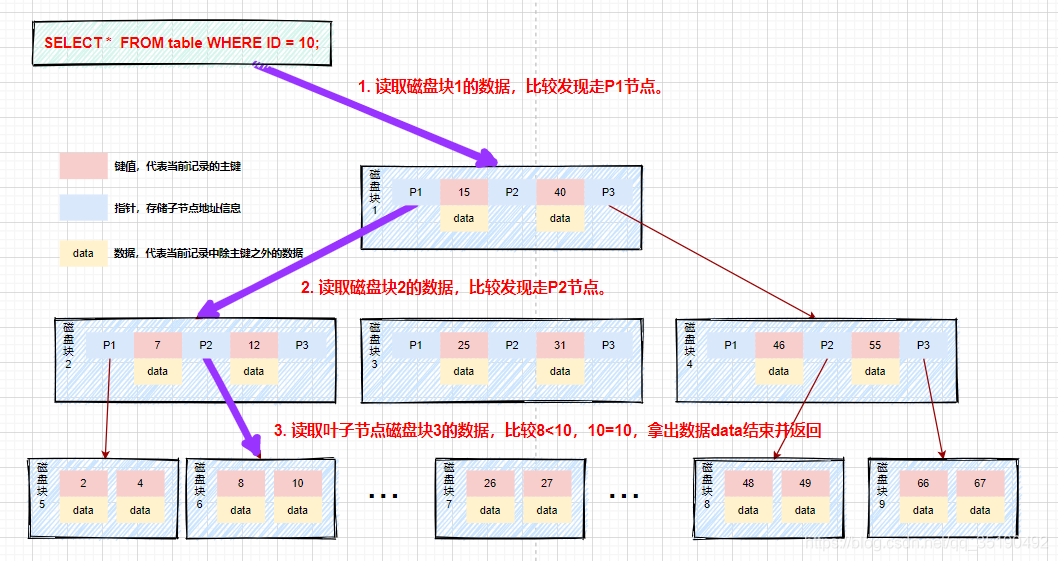 SELECT * FROM table WHERE ID = 10;
1. 读取磁盘块1的数据，比较发现走P1节点。
键值，代表当前记录的主键
指针，存储子节点地址信息
data 数据，代表当前记录中除主键之外的数据
磁盘块1
P1 15 P2 40 P3
data data
2. 读取磁盘块2的数据，比较发现走P2节点。
磁盘块2
P1 7 P2 12 P3
data data
磁盘块3
P1 25 P2 31 P3
data data
磁盘块4
P1 46 P2 55 P3
data data
3. 读取叶子节点磁盘块3的数据，比较8<10，10=10，拿出数据data结束并返回
磁盘块5
2 4
data data
磁盘块6
8 10
data data
...
磁盘块7
26 27
data data
...
磁盘块8
48 49
data data
磁盘块9
66 67
data data